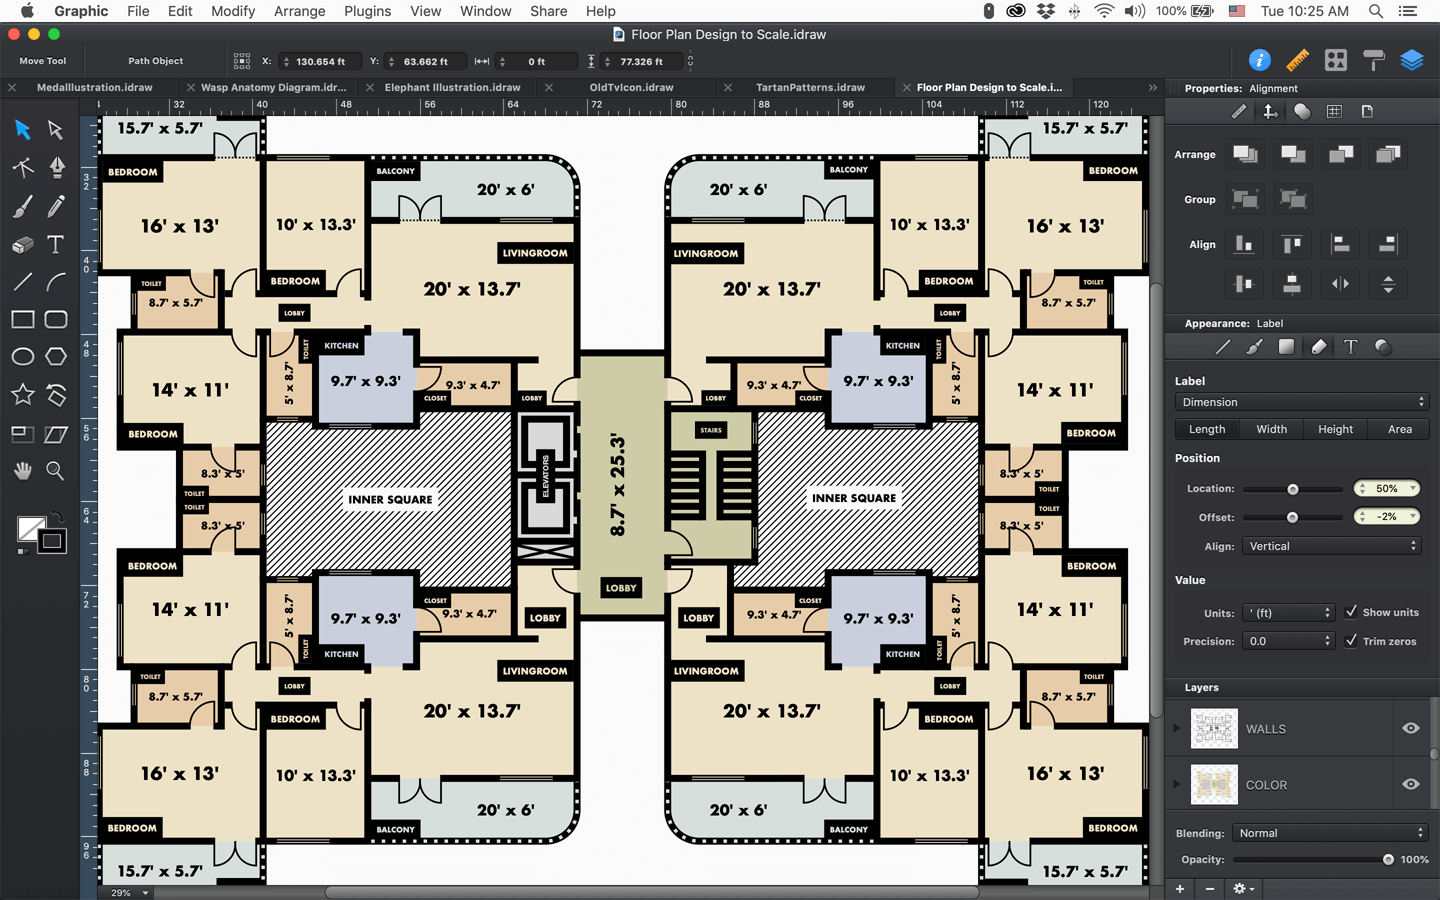 Graphic File Edit Modify Arrange Plugins View Window Share Help 100% Tue 10:25 AM
Floor Plan Design to Scale.idraw
Move Tool Path Object X: 130.654 ft Y: 63.662 ft 0 ft 77.326 ft
MedalIlustration.idraw Wasp Anatomy Diagram.idr... Elephant Illustration.idraw OldTvIcon.idraw TartanPatterns.idraw Floor Plan Design to Scale.i...
32 40 48 56 64 72 80 88 96 104 112 120
15.7' x 5.7' 15.7' x 5.7'
BEDROOM BALCONY 20' x 6' 20' x 6' BALCONY BEDROOM
16' x 13' 10' x 13.3' 10' x 13.3' 16' x 13'
LIVINGROOM LIVINGROOM
TOILET BEDROOM 20' x 13.7' 20' x 13.7' BEDROOM TOILET
8.7' x 5.7' LOBBY LOBBY 8.7' x 5.7'
TOILET KITCHEN KITCHEN TOILET
14' x 11' 5' x 8.7' 9.7' x 9.3' 9.3' x 4.7' 9.3' x 4.7' 9.7' x 9.3' 5' x 8.7' 14' x 11'
CLOSET LOBBY LOBBY CLOSET
BEDROOM STAIRS BEDROOM
8.3' x 5' ELEVATORS 8.7' x 25.3' 8.3' x 5'
TOILET INNER SQUARE INNER SQUARE TOILET
TOILET TOILET
8.3' x 5' 8.3' x 5'
BEDROOM BEDROOM
LOBBY
14' x 11' 5' x 8.7' 9.7' x 9.3' CLOSET 9.3' x 4.7' LOBBY LOBBY CLOSET 9.3' x 4.7' 9.7' x 9.3' 5' x 8.7' 14' x 11'
TOILET KITCHEN KITCHEN TOILET
TOILET LOBBY LIVINGROOM LIVINGROOM LOBBY TOILET
8.7' x 5.7' 8.7' x 5.7'
BEDROOM 20' x 13.7' 20' x 13.7' BEDROOM
16' x 13' 10' x 13.3' 10' x 13.3' 16' x 13'
20' x 6' 20' x 6'
BEDROOM BALCONY BALCONY BEDROOM
15.7' x 5.7' 15.7' x 5.7'
32
40
48
56
64
72
80
88
96
29%
Properties: Alignment
Arrange
Group
Align
Appearance: Label
Label
Dimension
Length Width Height Area
Position
Location: 50%
Offset: -2%
Align: Vertical
Value
Units: ' (ft) Show units
Precision: 0.0 Trim zeros
Layers
WALLS
COLOR
Blending: Normal
Opacity: 100%